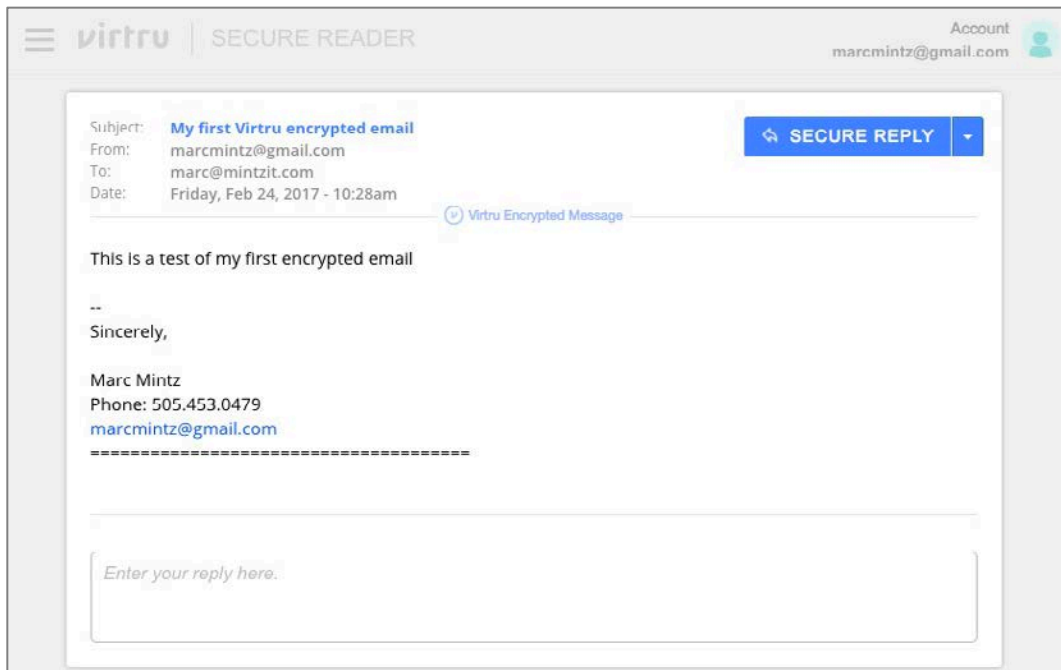 virtru | SECURE READER
Account
marcmintz@gmail.com
Subject: My first Virtru encrypted email
From: marcmintz@gmail.com
To: marc@mintzit.com
Date: Friday, Feb 24, 2017 - 10:28am
SECURE REPLY
Virtru Encrypted Message
This is a test of my first encrypted email
--
Sincerely,
Marc Mintz
Phone: 505.453.0479
marcmintz@gmail.com
======================================
Enter your reply here.